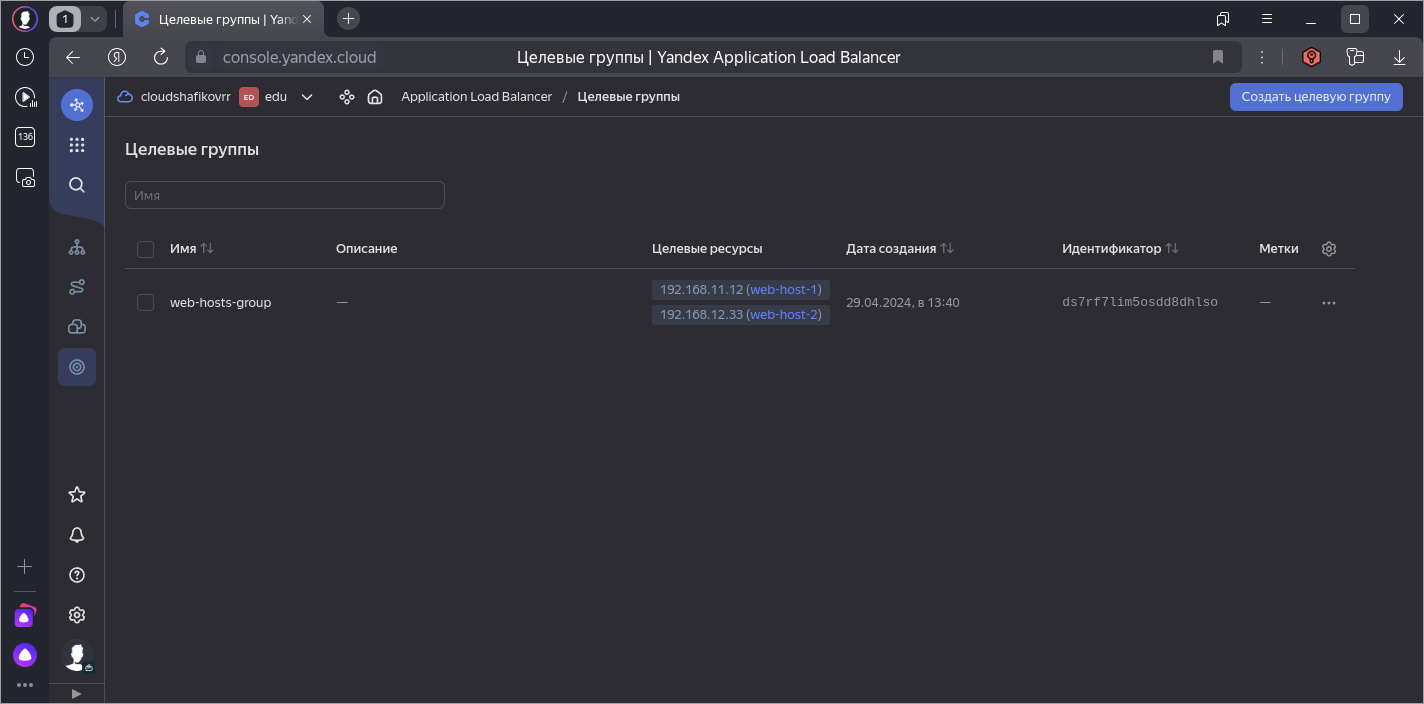 1
Целевые группы | Yand
console.yandex.cloud
Целевые группы | Yandex Application Load Balancer
136
cloudshafikovrr ED edu
Application Load Balancer / Целевые группы
Создать целевую группу
Целевые группы
Имя
Имя Описание Целевые ресурсы Дата создания Идентификатор Метки
web-hosts-group — 192.168.11.12 (web-host-1) 29.04.2024, в 13:40 ds7rf7lim5osdd8dhlso —
192.168.12.33 (web-host-2)